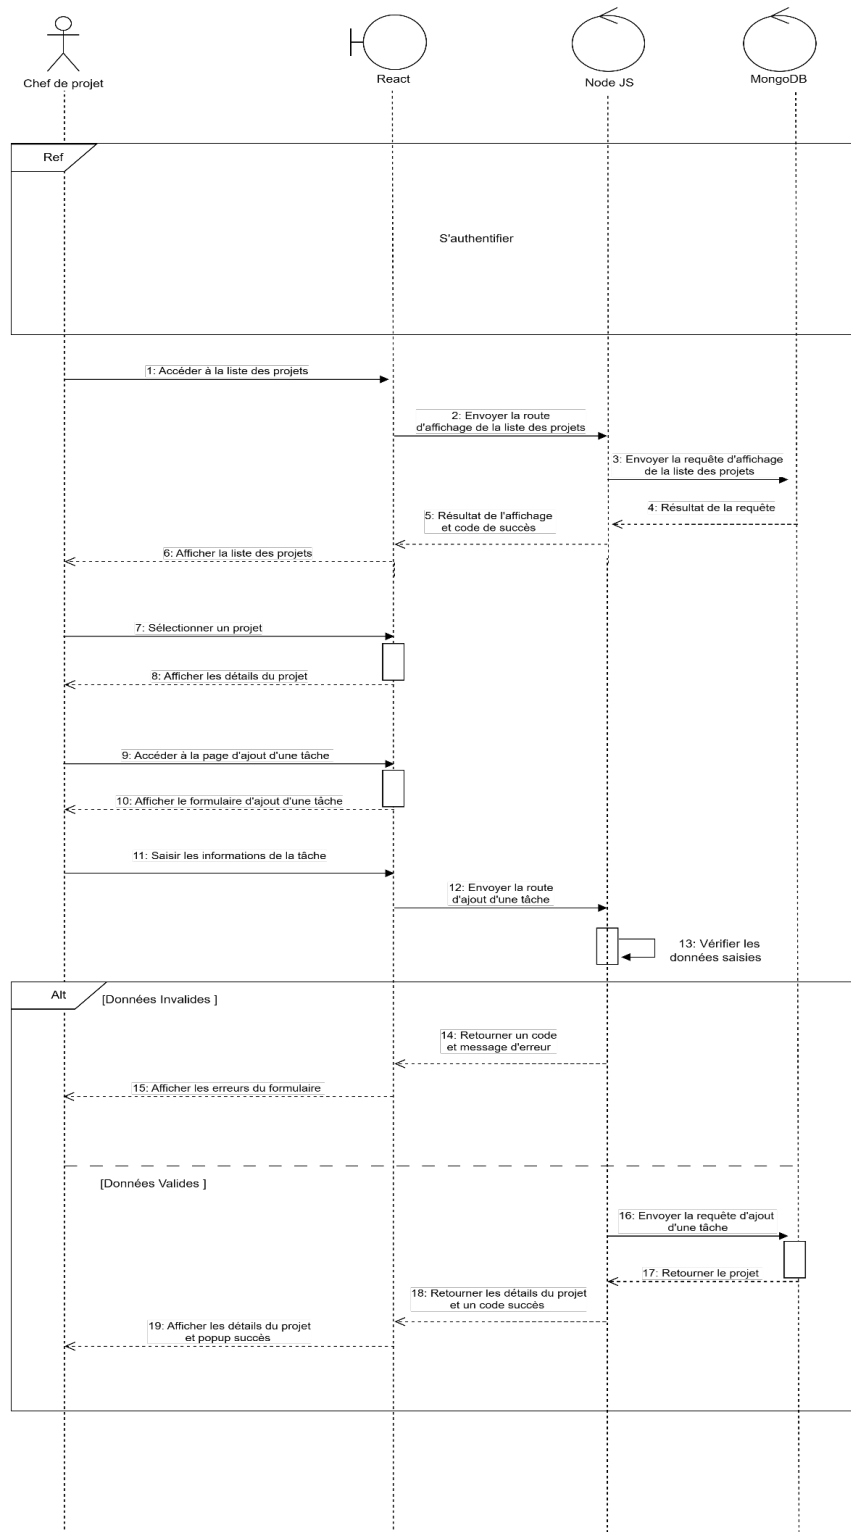 Chef de projet
React
Node JS
MongoDB
Ref
S'authentifier
1: Accéder à la liste des projets
2: Envoyer la route
d'affichage de la liste des projets
3: Envoyer la requête d'affichage
de la liste des projets
4: Résultat de la requête
5: Résultat de l'affichage
et code de succès
6: Afficher la liste des projets
7: Sélectionner un projet
8: Afficher les détails du projet
9: Accéder à la page d'ajout d'une tâche
10: Afficher le formulaire d'ajout d'une tâche
11: Saisir les informations de la tâche
12: Envoyer la route
d'ajout d'une tâche
13: Vérifier les
données saisies
Alt
[Données Invalides ]
14: Retourner un code
et message d'erreur
15: Afficher les erreurs du formulaire
[Données Valides ]
16: Envoyer la requête d'ajout
d'une tâche
17: Retourner le projet
18: Retourner les détails du projet
et un code succès
19: Afficher les détails du projet
et popup succès